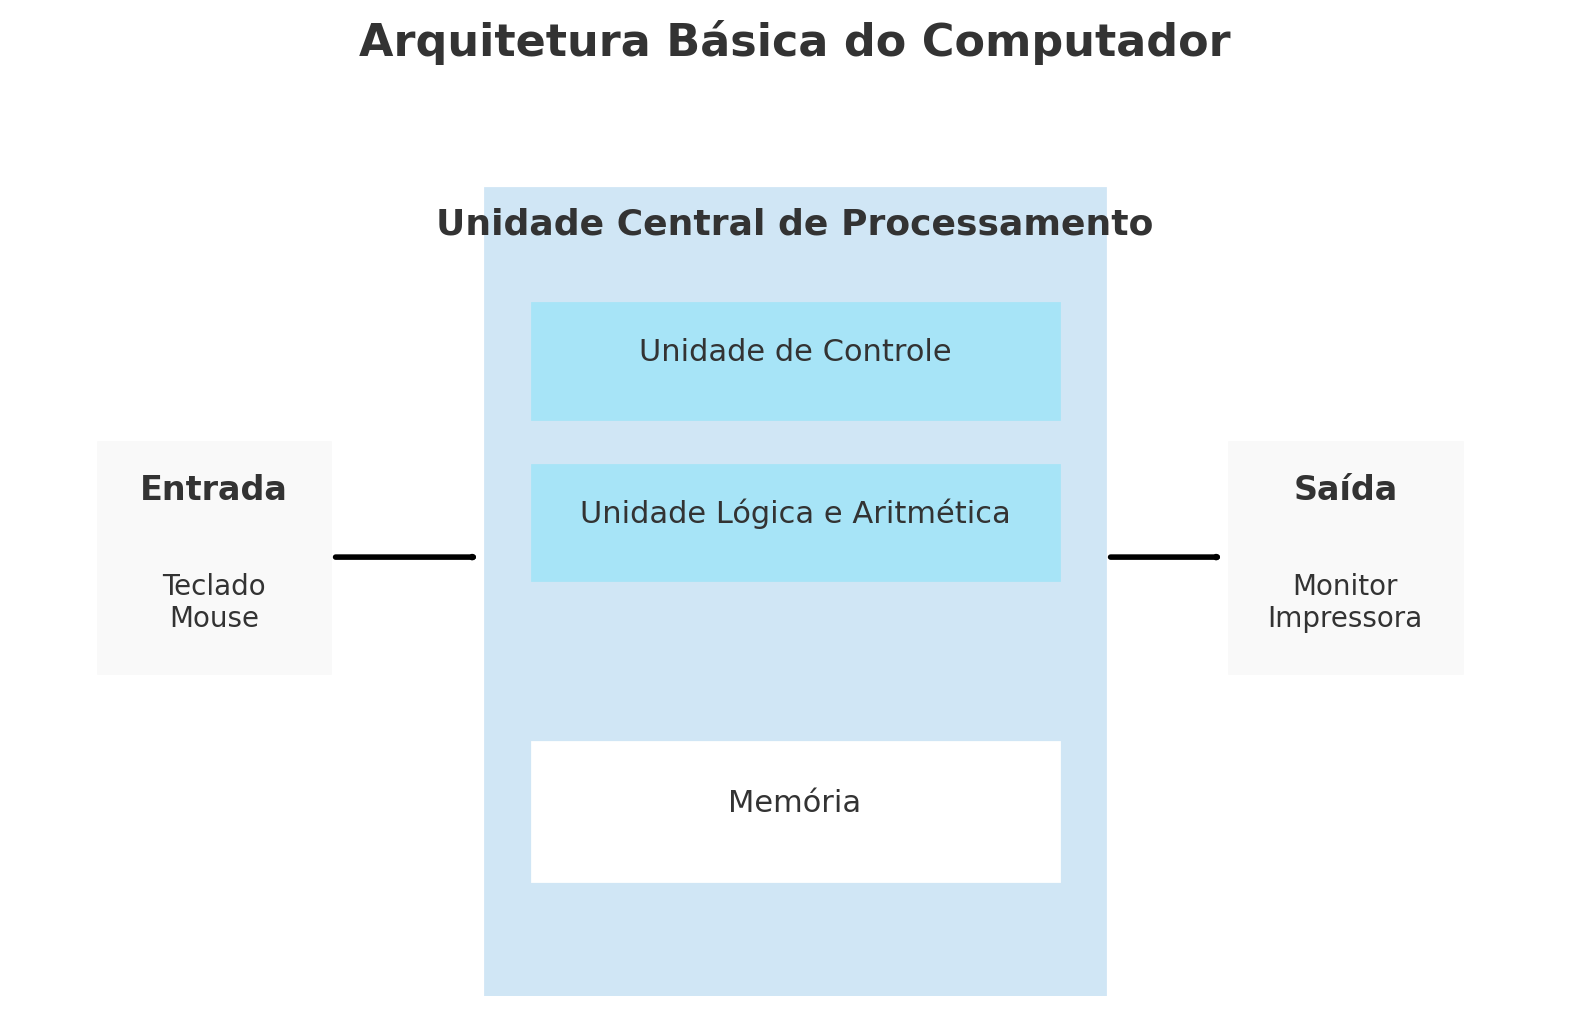 Arquitetura Básica do Computador
Unidade Central de Processamento
Unidade de Controle
Unidade Lógica e Aritmética
Memória
Entrada
Teclado
Mouse
Saída
Monitor
Impressora